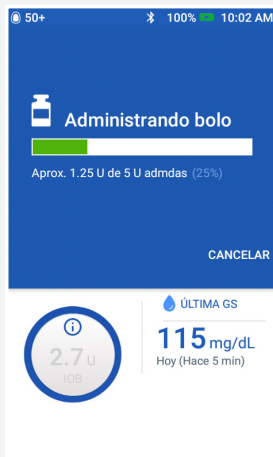 50+ 100% 10:02 AM
Administrando bolo
Aprox. 1.25 U de 5 U admdas (25%)
CANCELAR
ÚLTIMA GS
115 mg/dL
Hoy (Hace 5 min)
2.7 U
IOB